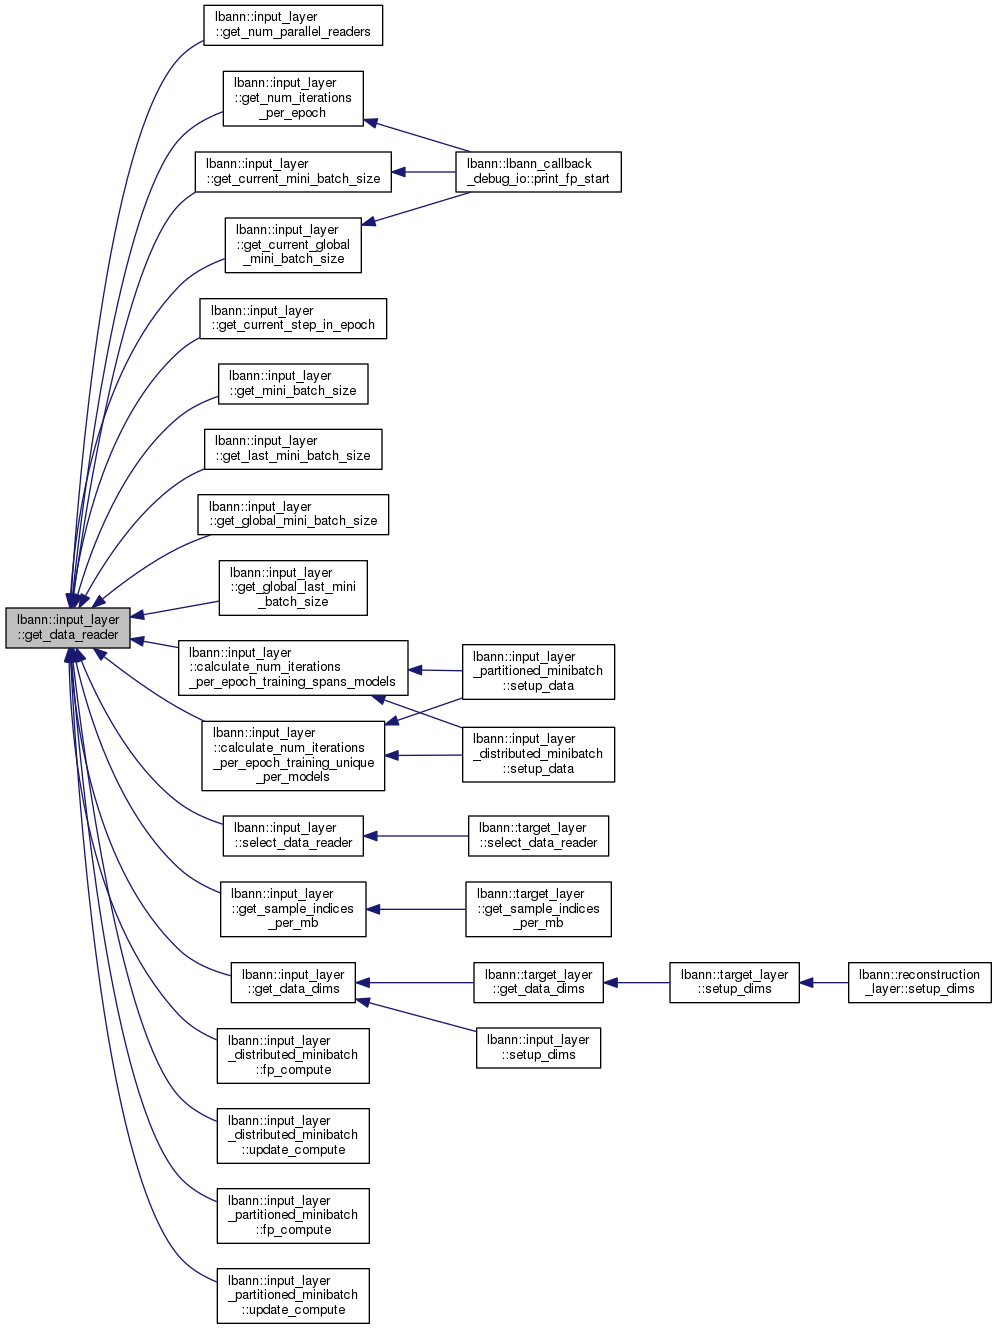 lbann::input_layer
::get_num_parallel_readers
lbann::input_layer
::get_num_iterations
_per_epoch
lbann::input_layer
::get_current_mini_batch_size
lbann::lbann_callback
_debug_io::print_fp_start
lbann::input_layer
::get_current_global
_mini_batch_size
lbann::input_layer
::get_current_step_in_epoch
lbann::input_layer
::get_mini_batch_size
lbann::input_layer
::get_last_mini_batch_size
lbann::input_layer
::get_global_mini_batch_size
lbann::input_layer
::get_global_last_mini
_batch_size
lbann::input_layer
::get_data_reader
lbann::input_layer
::calculate_num_iterations
_per_epoch_training_spans_models
lbann::input_layer
_partitioned_minibatch
::setup_data
lbann::input_layer
::calculate_num_iterations
_per_epoch_training_unique
_per_models
lbann::input_layer
_distributed_minibatch
::setup_data
lbann::input_layer
::select_data_reader
lbann::target_layer
::select_data_reader
lbann::input_layer
::get_sample_indices
_per_mb
lbann::target_layer
::get_sample_indices
_per_mb
lbann::input_layer
::get_data_dims
lbann::target_layer
::get_data_dims
lbann::target_layer
::setup_dims
lbann::reconstruction
_layer::setup_dims
lbann::input_layer
::setup_dims
lbann::input_layer
_distributed_minibatch
::fp_compute
lbann::input_layer
_distributed_minibatch
::update_compute
lbann::input_layer
_partitioned_minibatch
::fp_compute
lbann::input_layer
_partitioned_minibatch
::update_compute